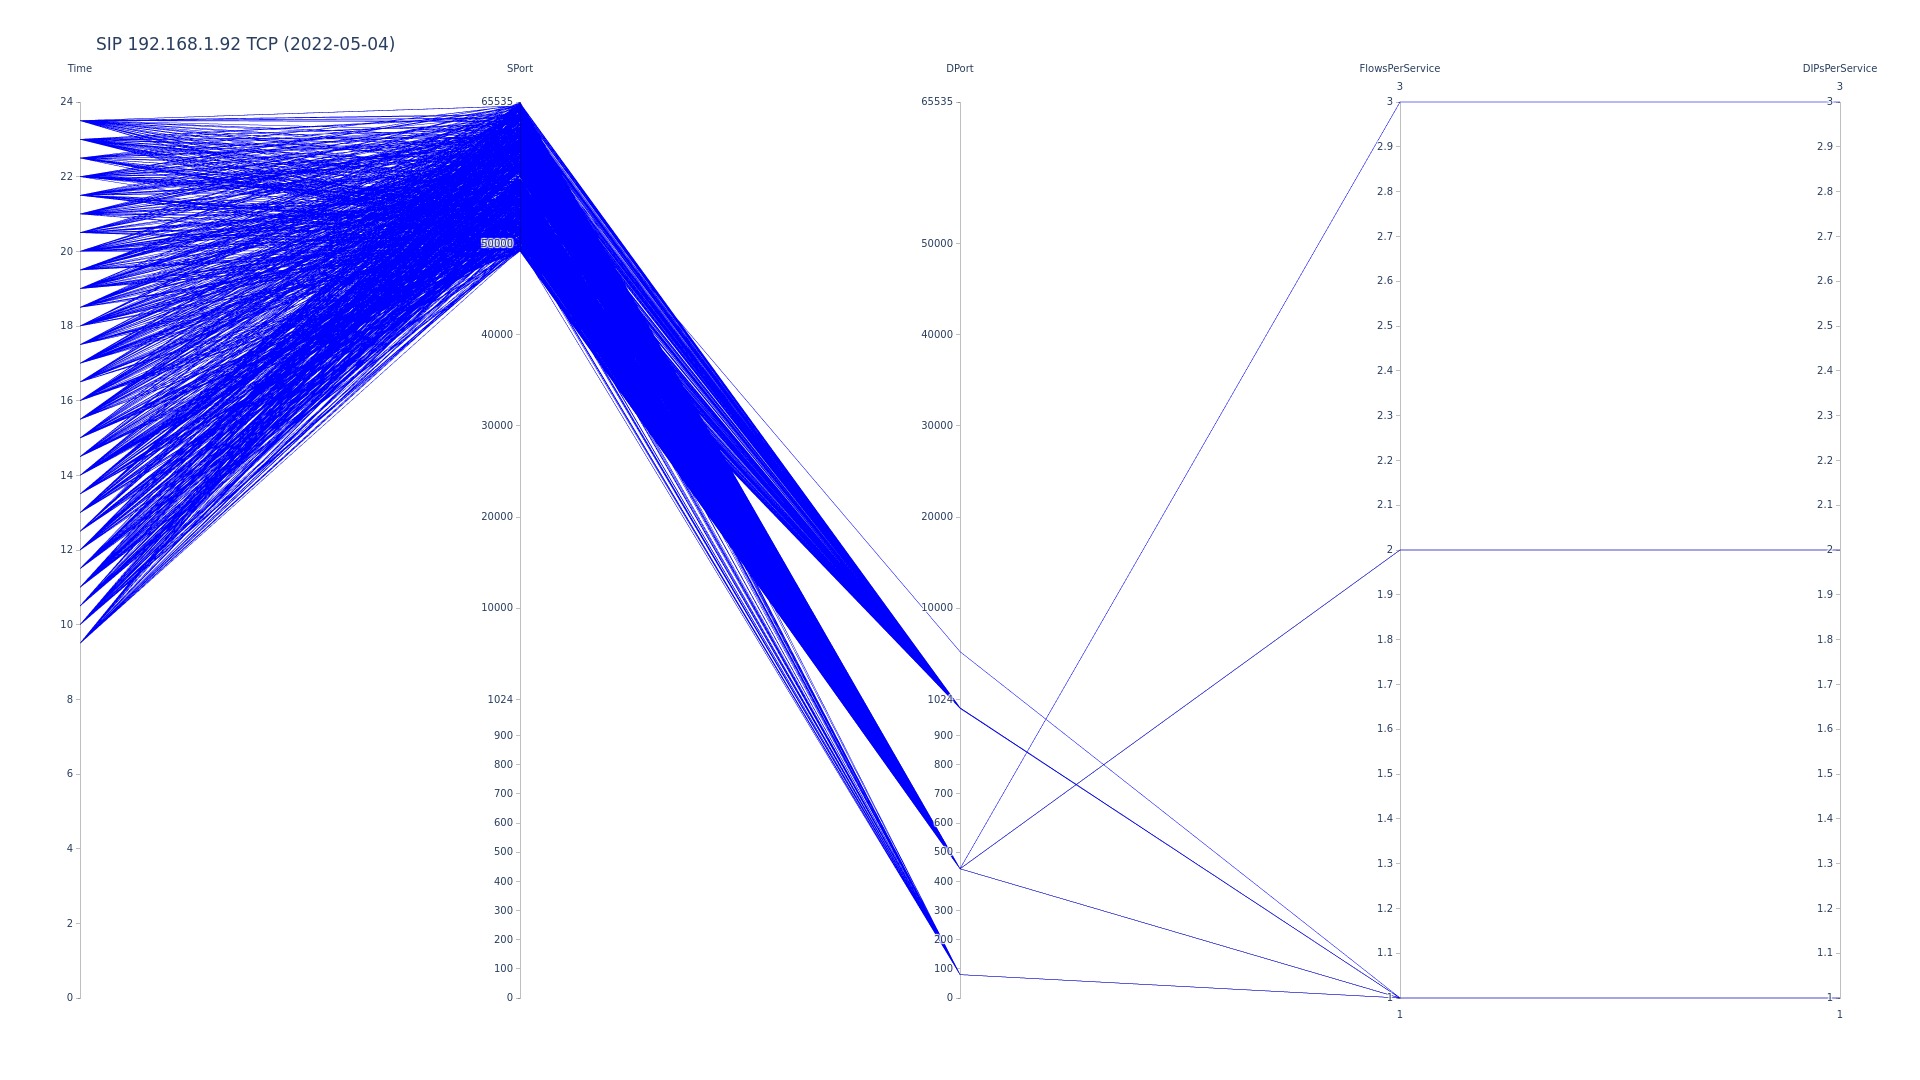 SIP 192.168.1.92 TCP (2022-05-04)
Time SPort DPort FlowsPerService DIPsPerService
3 3
24 65535 65535 3 3
2.9 2.9
22 2.8 2.8
50000 50000 2.7 2.7
20 2.6 2.6
18 40000 40000 2.5 2.5
16 2.4 2.4
30000 30000 2.3 2.3
14 2.2 2.2
20000 20000 2.1 2.1
12 2 2
10 10000 10000 1.9 1.9
1.8 1.8
8 1024 1024 1.7 1.7
900 900 1.6 1.6
6 800 800 1.5 1.5
700 700
600 600 1.4 1.4
4 500 500 1.3 1.3
400 400
300 300 1.2 1.2
2 200 200 1.1 1.1
100 100
0 0 0 1 1
1 1